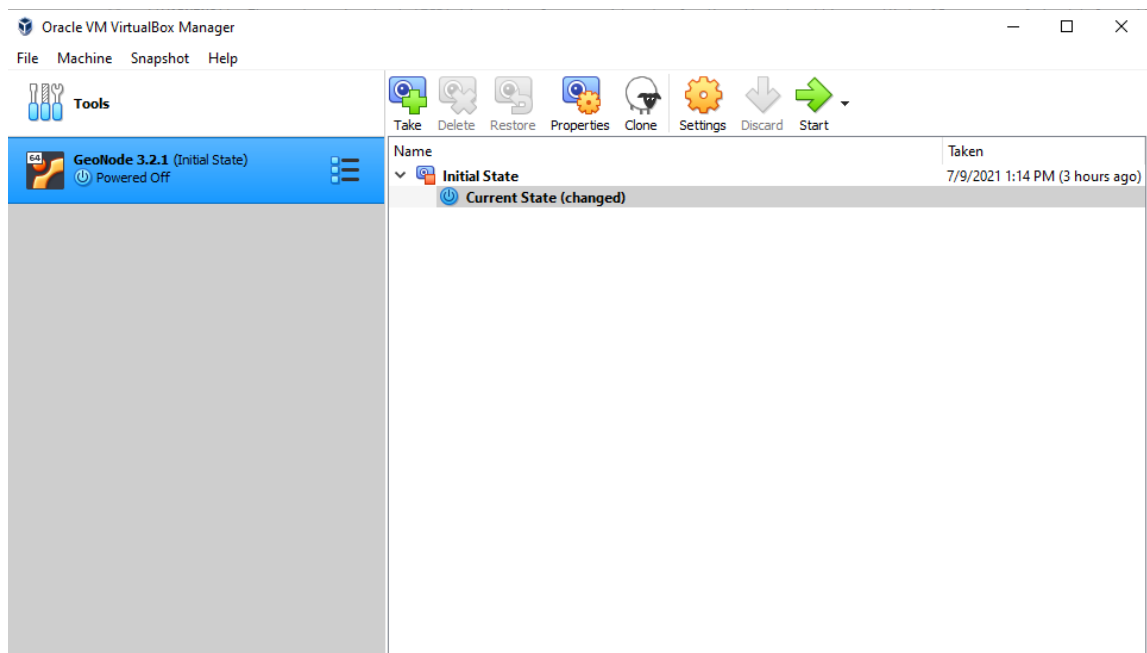 Oracle VM VirtualBox Manager
File Machine Snapshot Help
Tools
Take Delete Restore Properties Clone Settings Discard Start
64
GeoNode 3.2.1 (Initial State)
Powered Off
Name Taken
Initial State 7/9/2021 1:14 PM (3 hours ago)
Current State (changed)